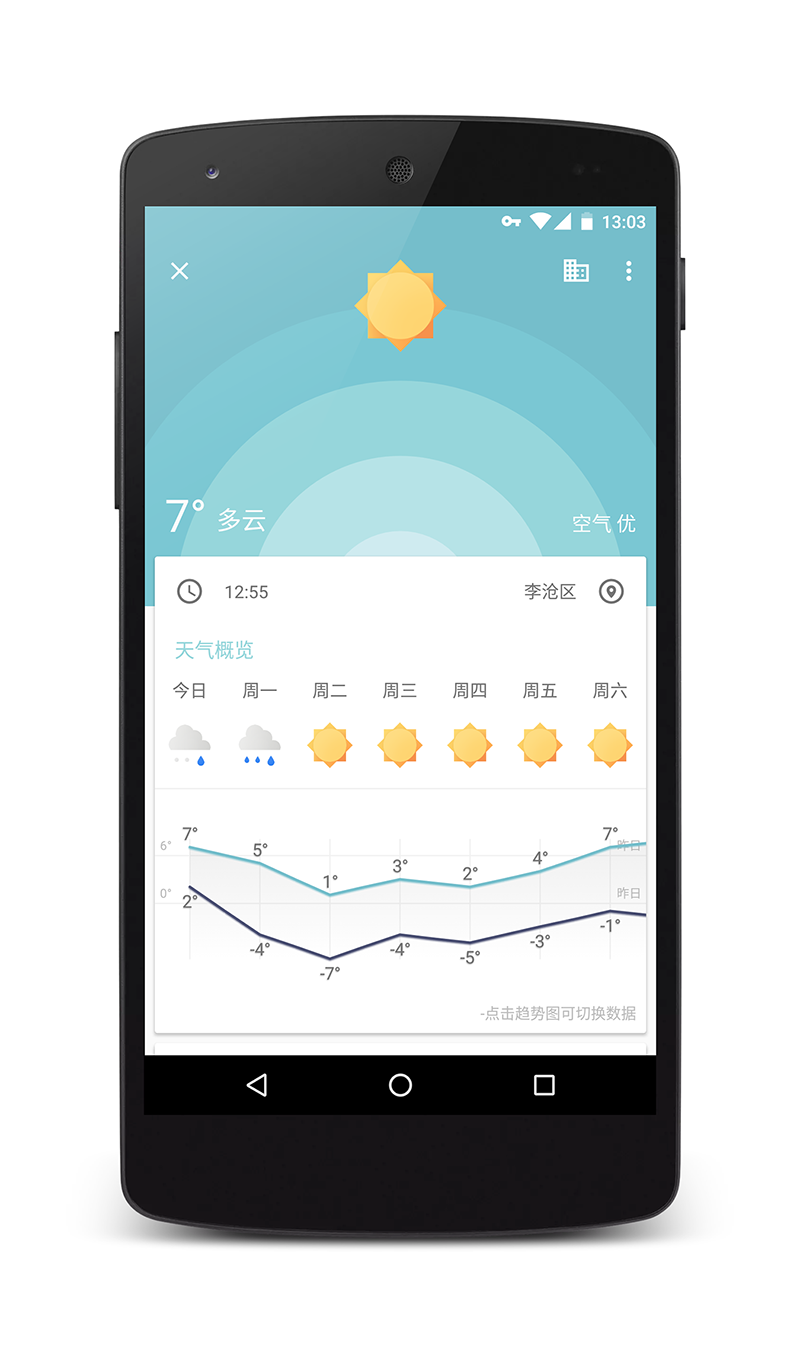 13:03
7° 多云
空气 优
12:55
李沧区
天气概览
今日 周一 周二 周三 周四 周五 周六
7° 5° 1° 3° 2° 4° 7°
6° 昨日
0° 昨日
2° -4° -7° -4° -5° -3° -1°
-点击趋势图可切换数据